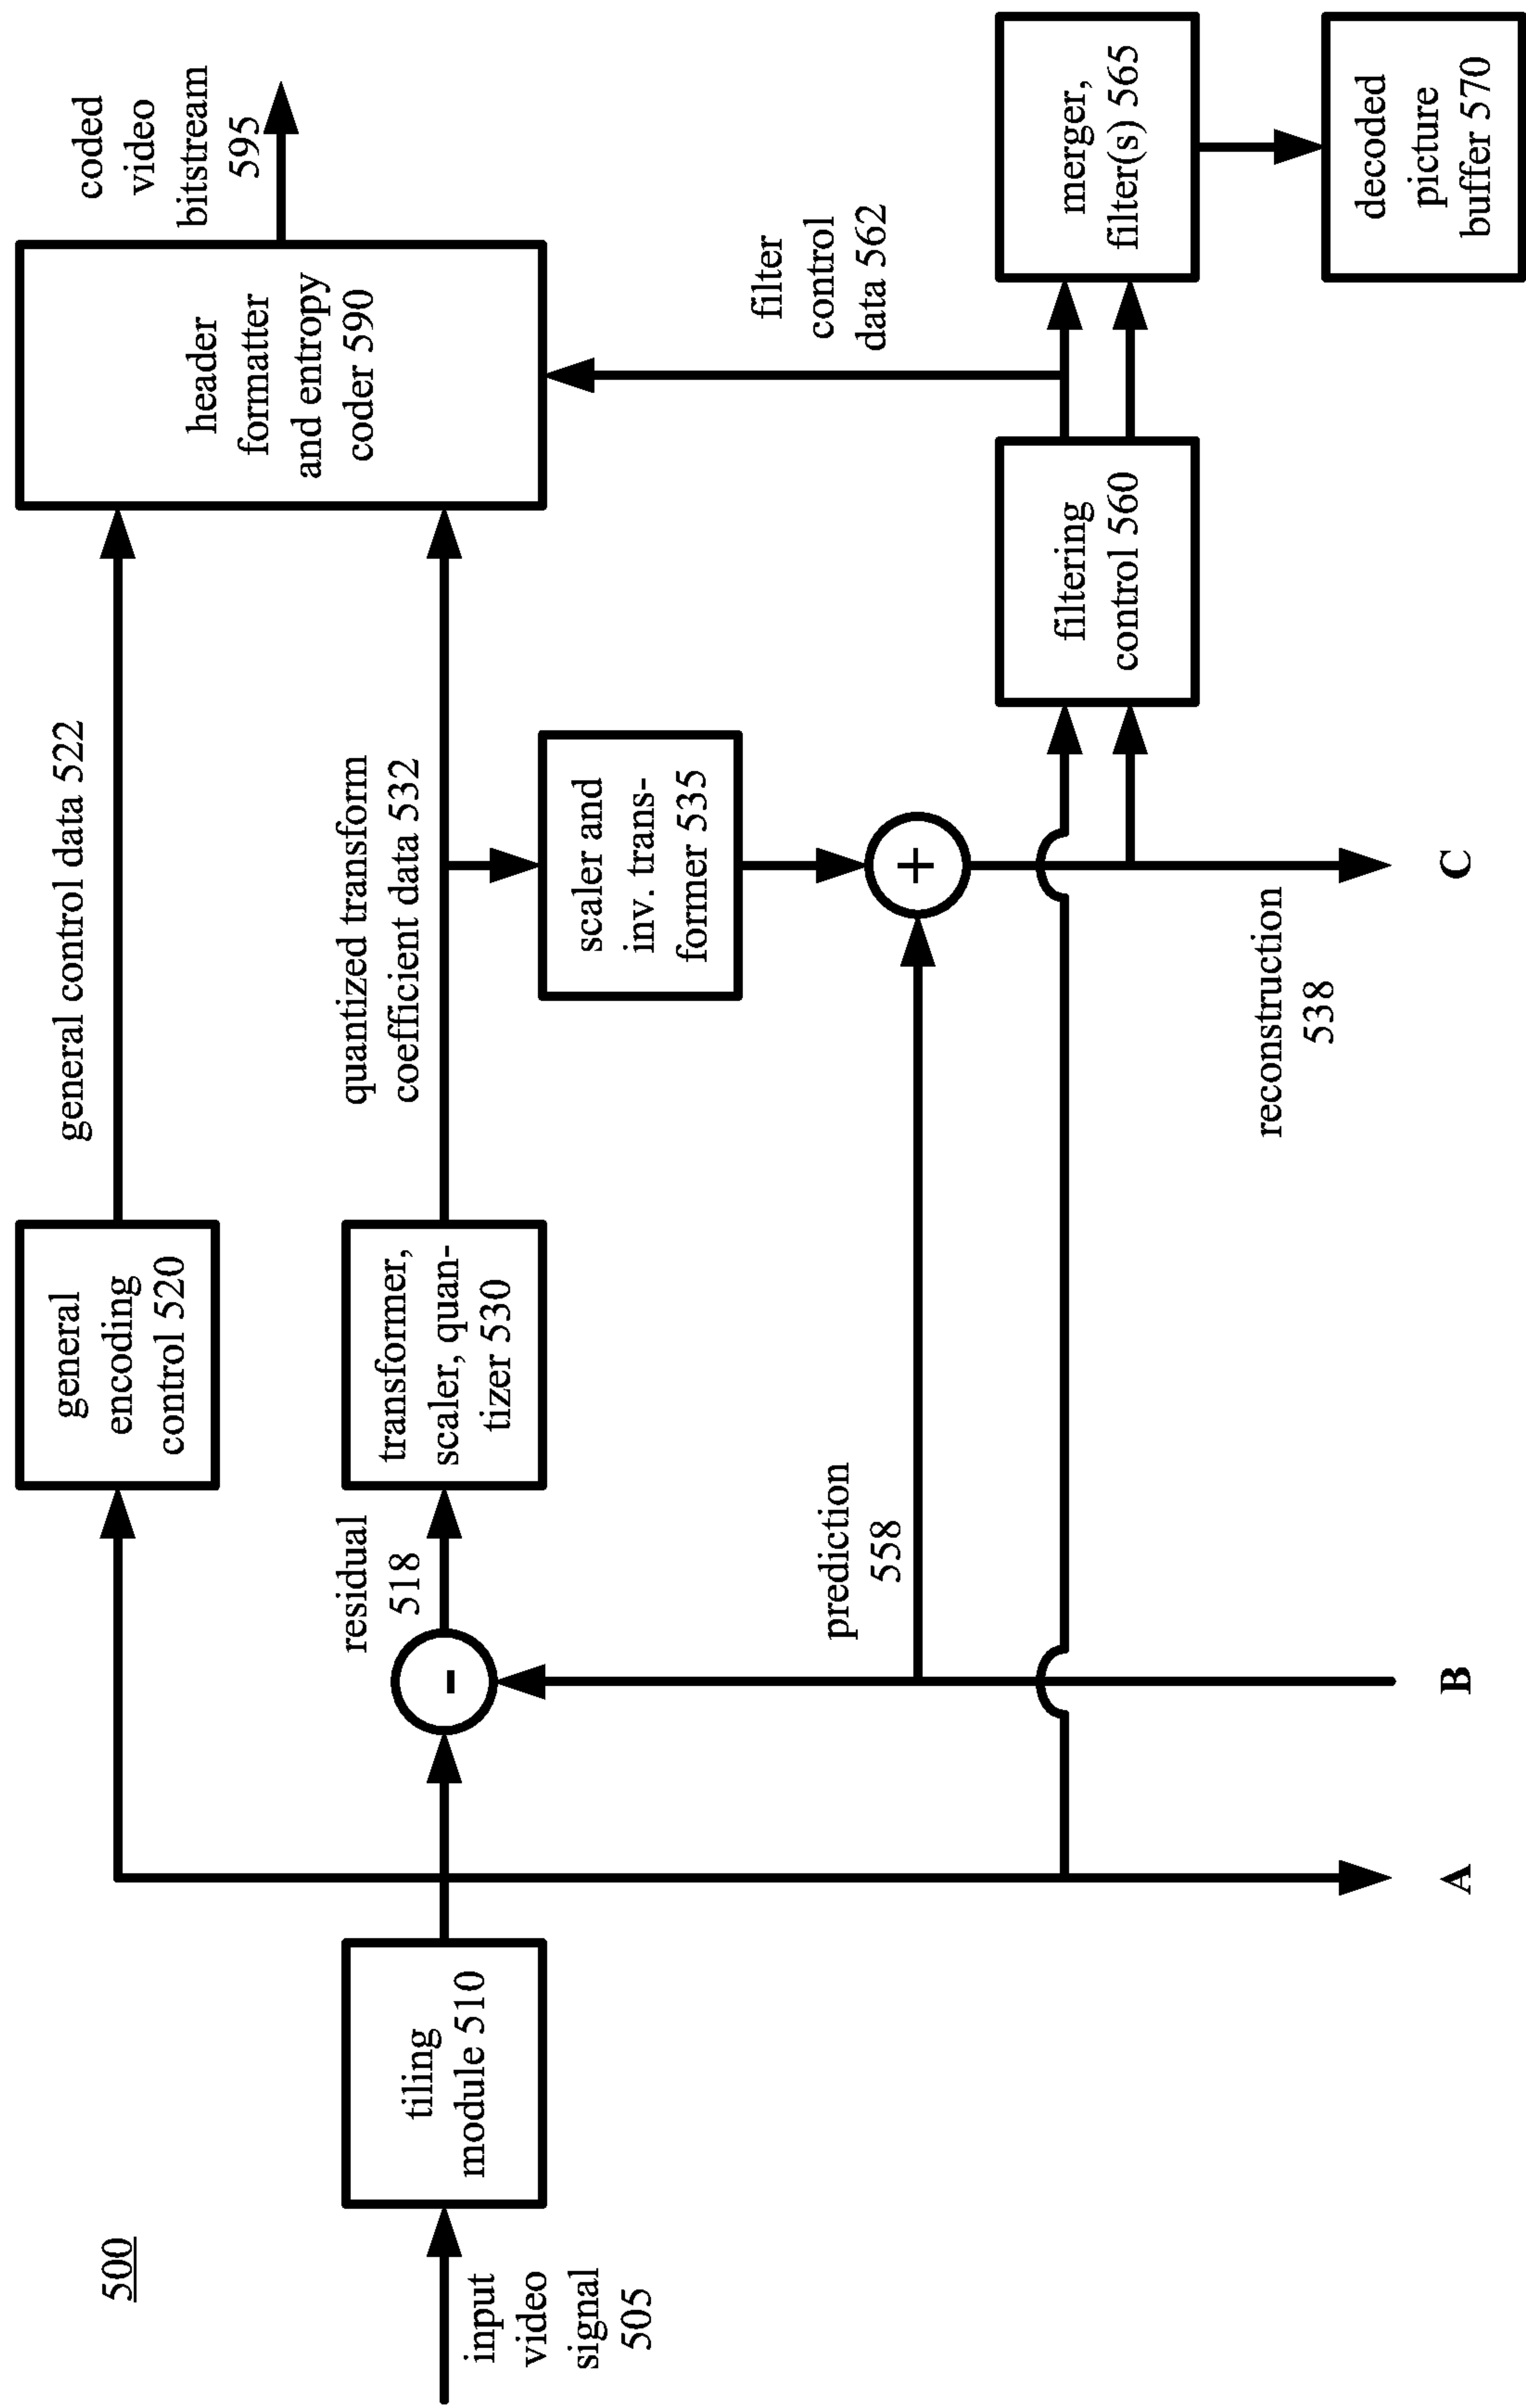 500
input
video
signal
505
tiling
module 510
general
encoding
control 520
general control data 522
residual
518
transformer,
scaler, quan-
tizer 530
quantized transform
coefficient data 532
header
formatter
and entropy
coder 590
coded
video
bitstream
595
-
scaler and
inv. trans-
former 535
+
prediction
558
filter
control
data 562
filtering
control 560
merger,
filter(s) 565
decoded
picture
buffer 570
reconstruction
538
A
B
C